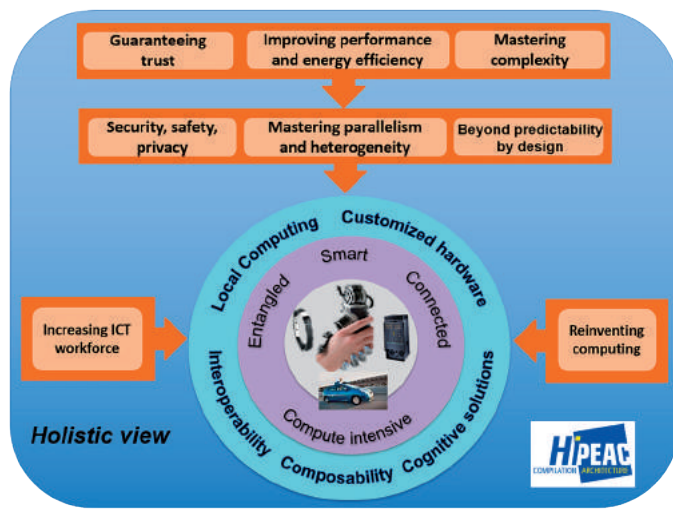 Guaranteeing
trust
Improving performance
and energy efficiency
Mastering
complexity
Security, safety,
privacy
Mastering parallelism
and heterogeneity
Beyond predictability
by design
Local Computing
Customized hardware
Smart
Entangled
Connected
Increasing ICT
workforce
Reinventing
computing
Interoperability
Cognitive solutions
Compute intensive
Composability
Holistic view
HiPEAC
COMPILATION ARCHITECTURE